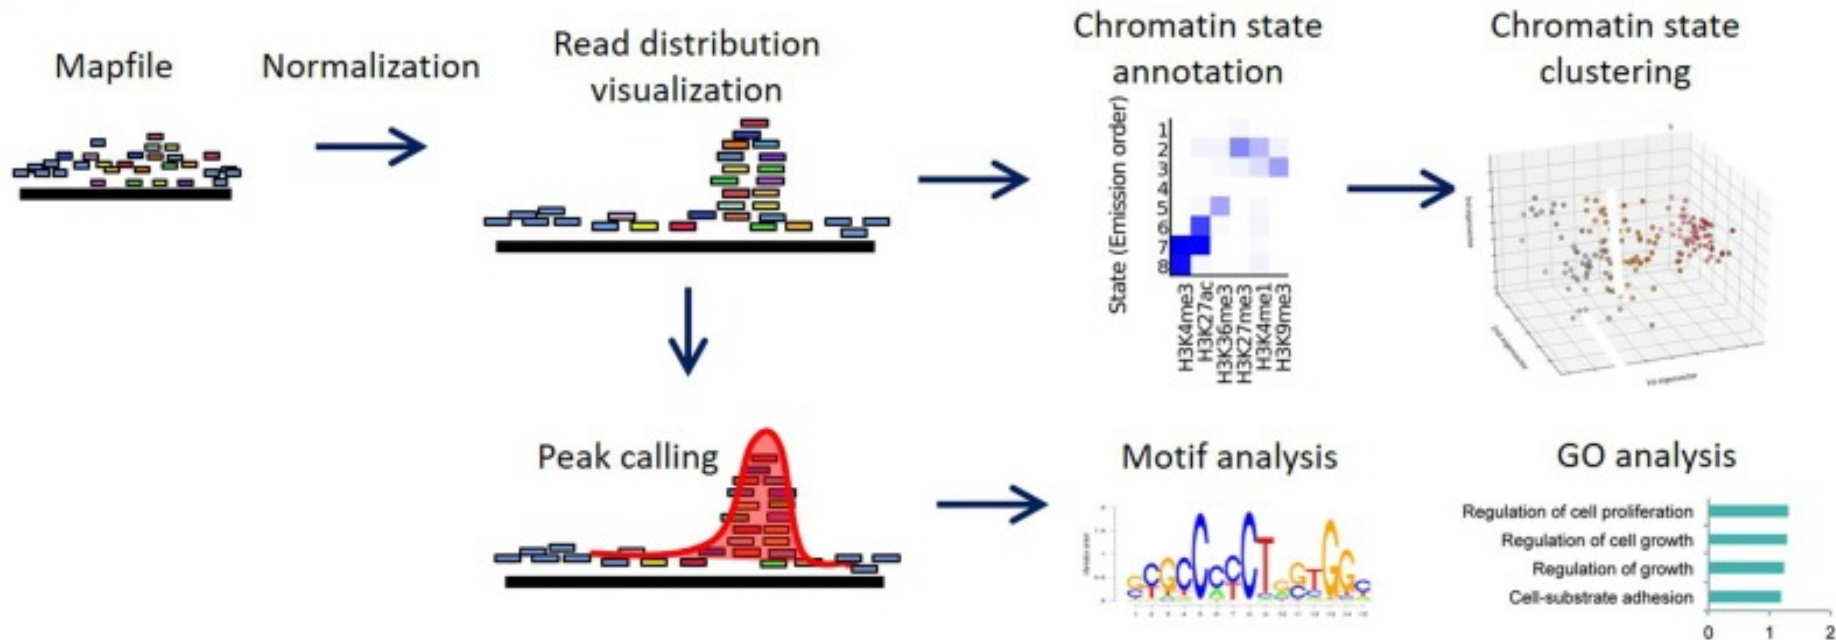 Mapfile
Normalization
Read distribution
visualization
Chromatin state
annotation
State (Emission order)
1
2
3
4
5
6
7
8
H3K4me3
H3K27ac
H3K36me3
H3K27me3
H3K4me1
H3K9me3
Chromatin state
clustering
Peak calling
Motif analysis
GO analysis
Regulation of cell proliferation
Regulation of cell growth
Regulation of growth
Cell-substrate adhesion
0 1 2